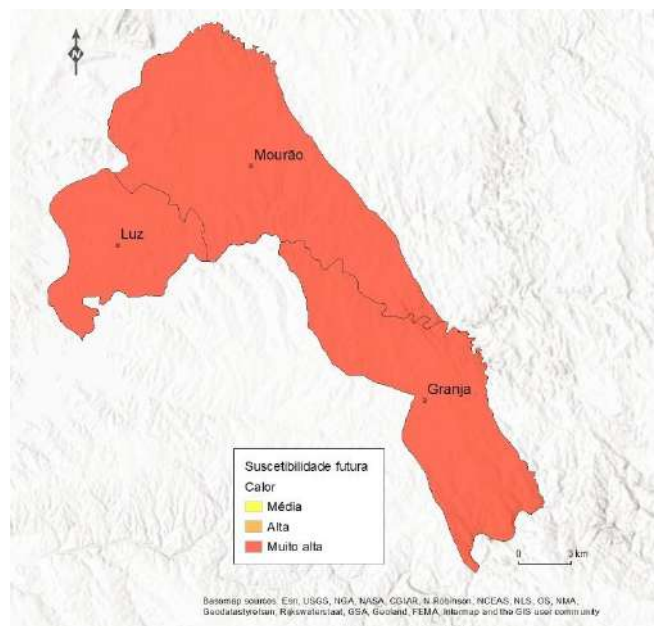 N
Mourão
Luz
Granja
Suscetibilidade futura
Calor
Média
Alta
Muito alta
0 3 km
Basemap sources: Esri, USGS, NGA, NASA, CGIAR, N Robinson, NCEAS, NLS, OS, NMA,
Geodatastyrelsen, Rijkswaterstaat, GSA, Geoland, FEMA, Intermap and the GIS user community